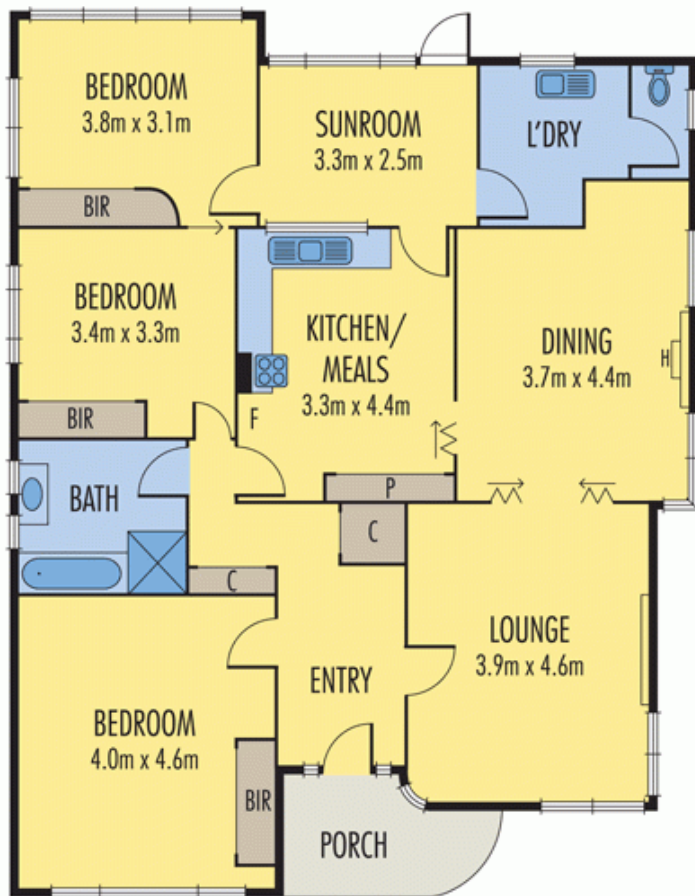 BEDROOM
3.8m x 3.1m
SUNROOM
3.3m x 2.5m
L'DRY
BIR
BEDROOM
3.4m x 3.3m
KITCHEN/
MEALS
3.3m x 4.4m
DINING
3.7m x 4.4m
H
BIR
F
BATH
P
C
C
LOUNGE
3.9m x 4.6m
ENTRY
BEDROOM
4.0m x 4.6m
BIR
PORCH